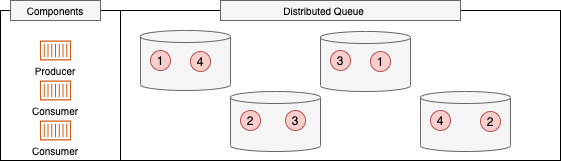 Components
Distributed Queue
Producer
Consumer
Consumer
1 4
3 1
2 3
4 2